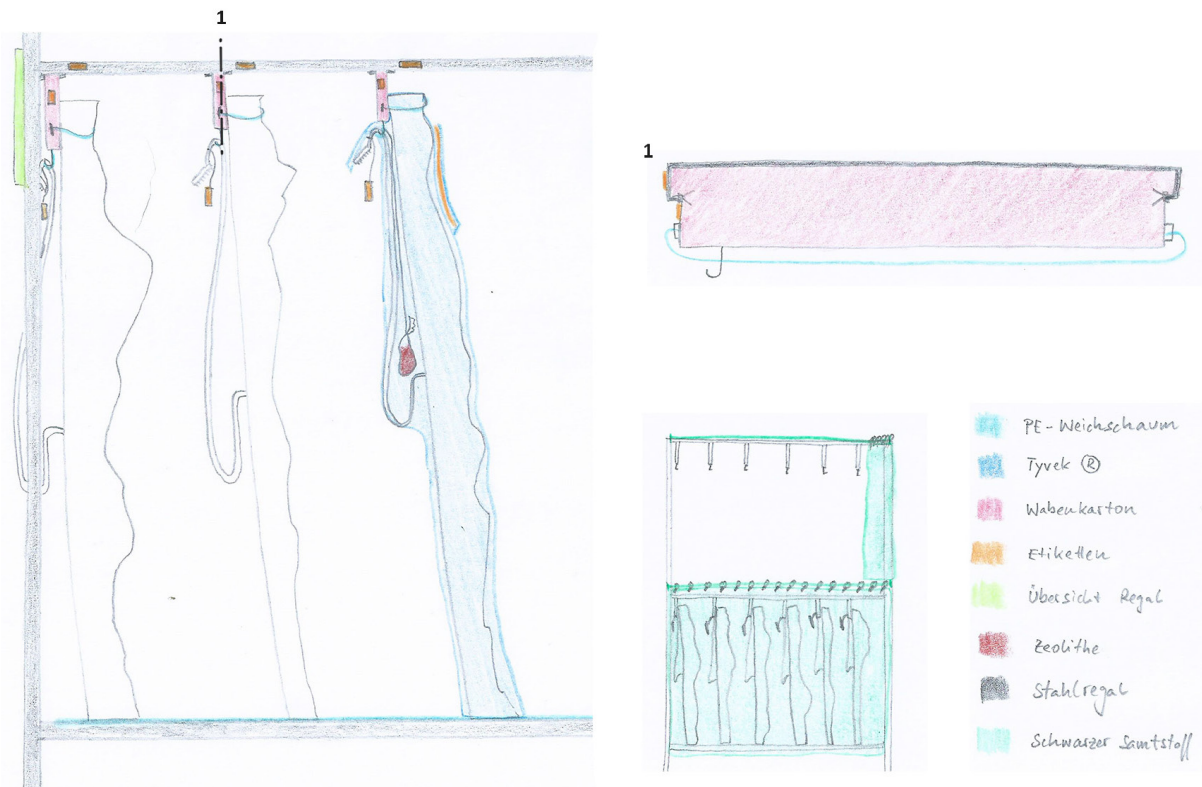 1
1
PE-Weichschaum
Tyvek ®
Wabenkarton
Etiketten
Übersicht Regal
Zeolithe
Stahlregal
Schwarzer Samtstoff